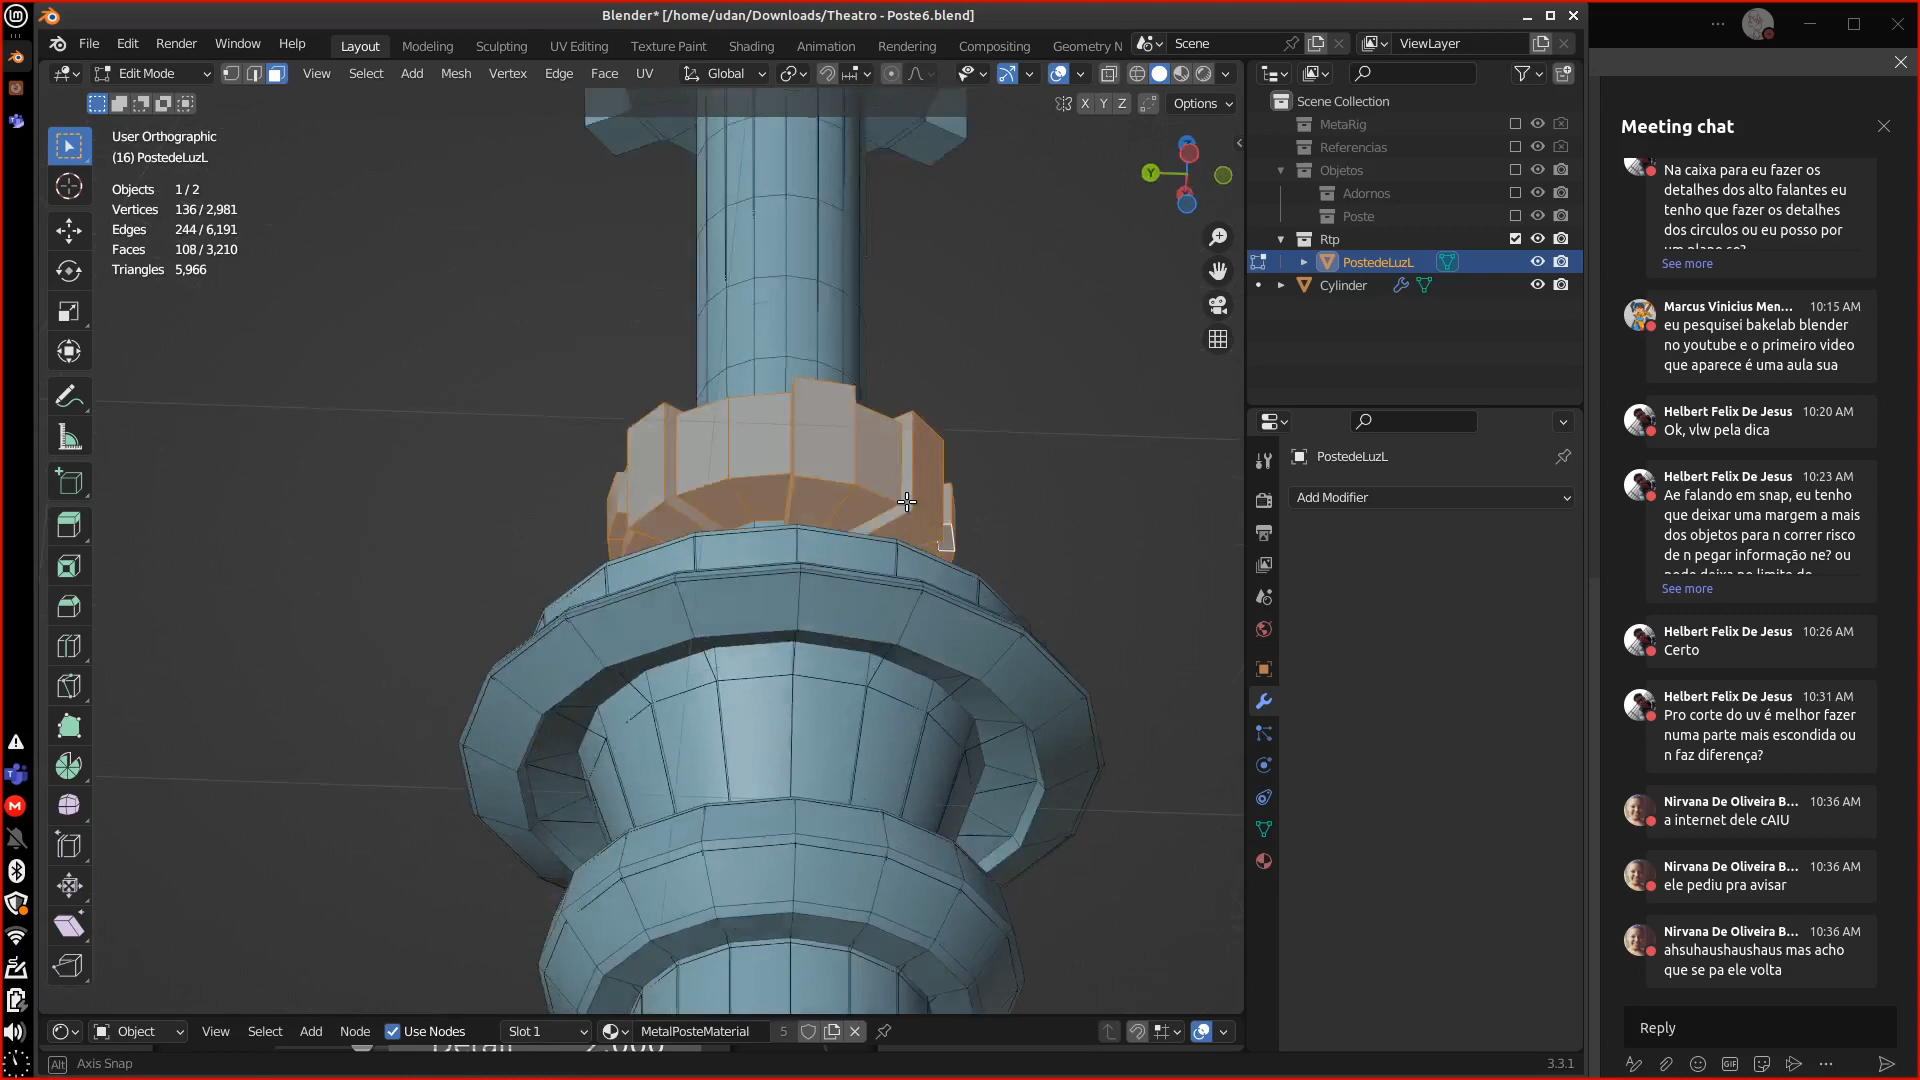 Blender* [/home/udan/Downloads/Theatro - Poste6.blend]
File Edit Render Window Help
Layout Modeling Sculpting UV Editing Texture Paint Shading Animation Rendering Compositing Geometry N
Scene
ViewLayer
Edit Mode
View Select Add Mesh Vertex Edge Face UV
Global
X Y Z
Options
User Orthographic
(16) PostedeLuzL
Objects 1 / 2
Vertices 136 / 2,981
Edges 244 / 6,191
Faces 108 / 3,210
Triangles 5,966
Y
Scene Collection
MetaRig
Referencias
Objetos
Adornos
Poste
Rtp
PostedeLuzL
Cylinder
PostedeLuzL
Add Modifier
Object
View Select Add Node
Use Nodes
Slot 1
MetalPosteMaterial
5
Alt Axis Snap
3.3.1
Meeting chat
Na caixa para eu fazer os
detalhes dos alto falantes eu
tenho que fazer os detalhes
dos circulos ou eu posso por
See more
Marcus Vinicius Men... 10:15 AM
eu pesquisei bakelab blender
no youtube e o primeiro video
que aparece é uma aula sua
Helbert Felix De Jesus 10:20 AM
Ok, vlw pela dica
Helbert Felix De Jesus 10:23 AM
Ae falando em snap, eu tenho
que deixar uma margem a mais
dos objetos para n correr risco
de n pegar informação ne? ou
See more
Helbert Felix De Jesus 10:26 AM
Certo
Helbert Felix De Jesus 10:31 AM
Pro corte do uv é melhor fazer
numa parte mais escondida ou
n faz diferença?
Nirvana De Oliveira B... 10:36 AM
a internet dele cAIU
Nirvana De Oliveira B... 10:36 AM
ele pediu pra avisar
Nirvana De Oliveira B... 10:36 AM
ahsuhaushaushaus mas acho
que se pa ele volta
Reply